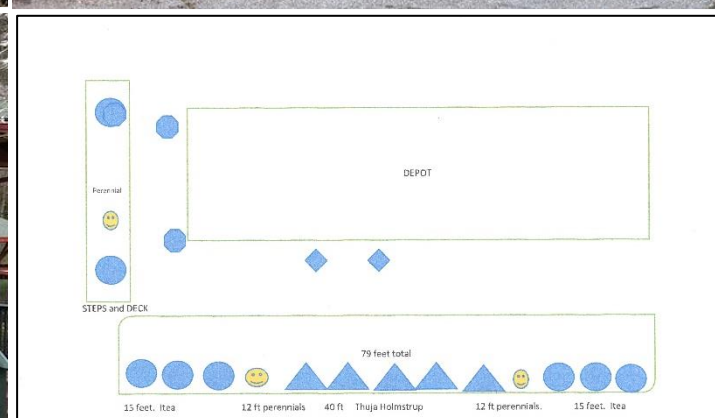 DEPOT
Perennial
STEPS and DECK
79 feet total
15 feet. Itea
12 ft perennials
40 ft
Thuja Holmstrup
12 ft perennials.
15 feet. Itea